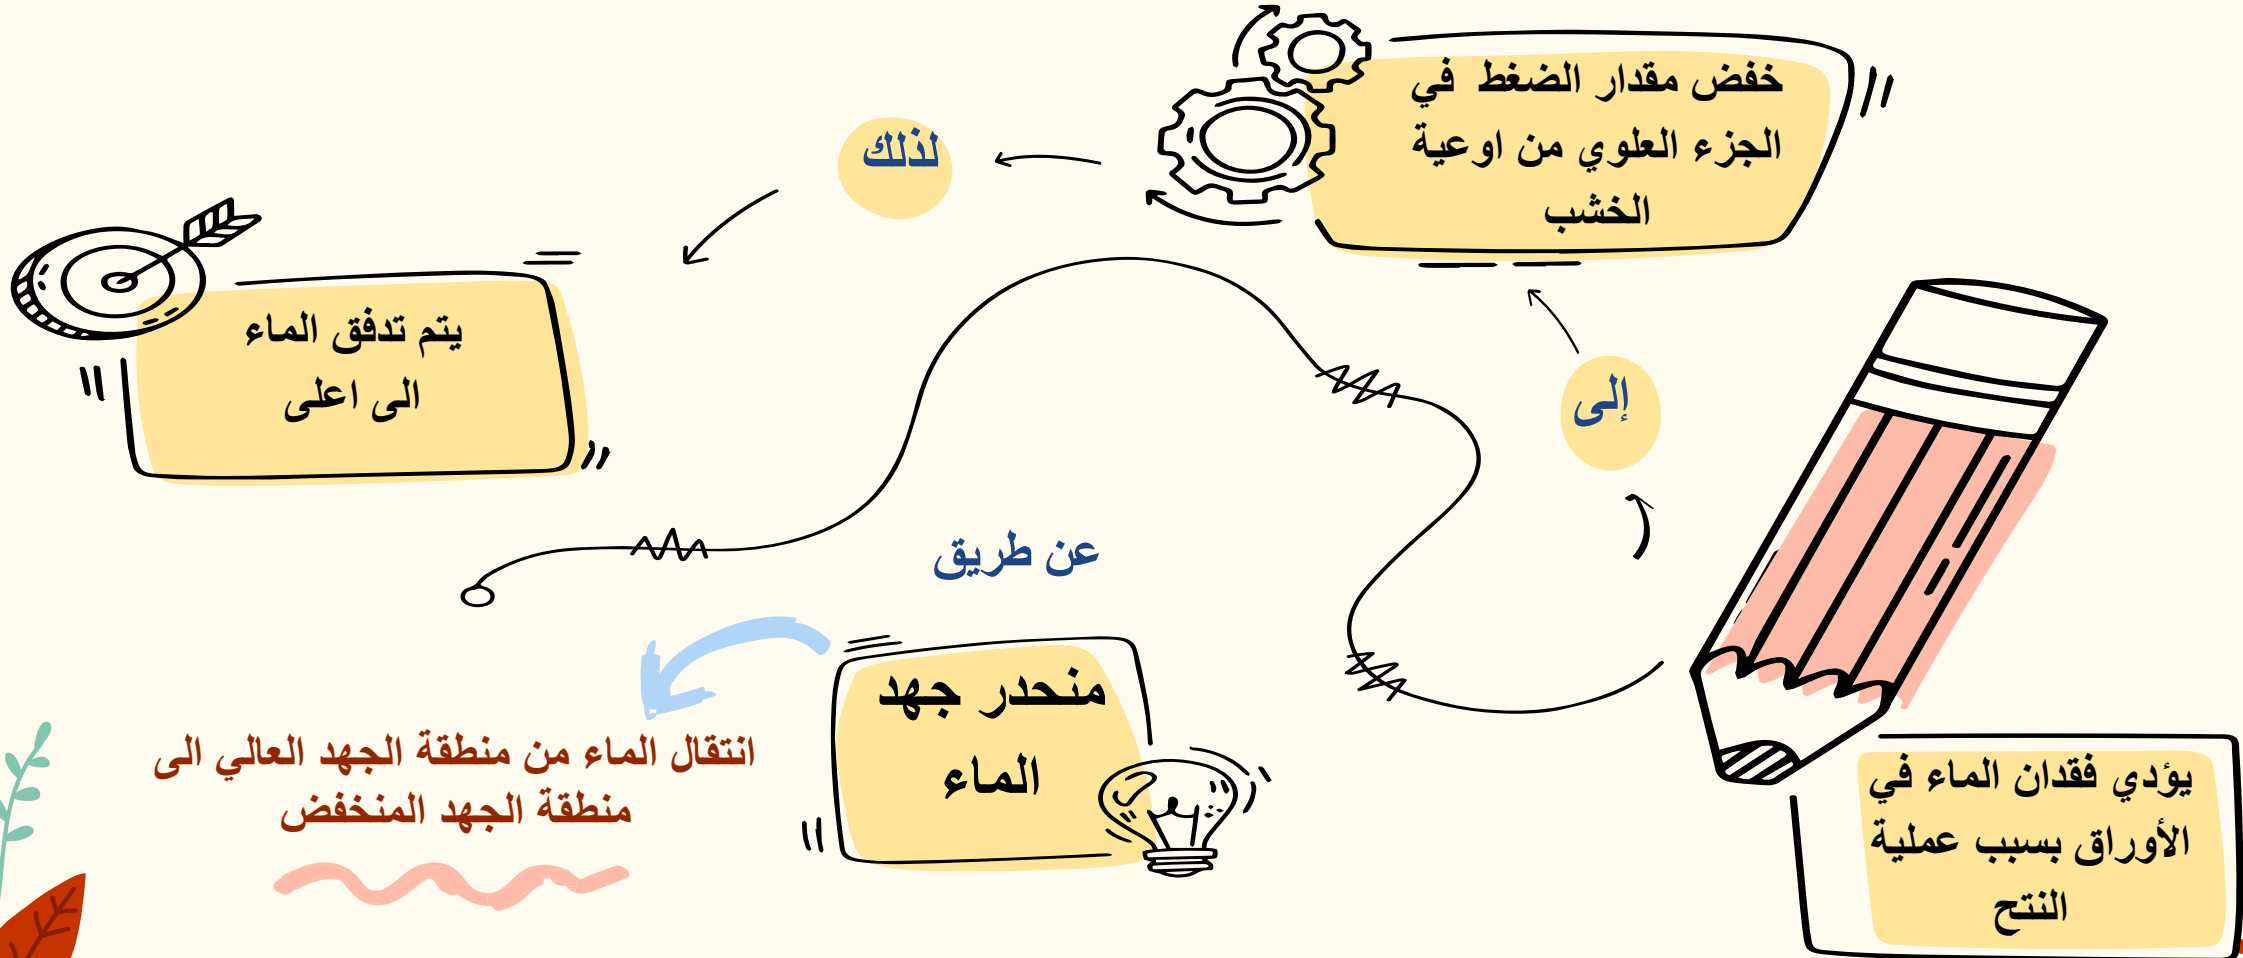 يؤدي فقدان الماء في
الأوراق بسبب عملية
النتح
إلى
خفض مقدار الضغط في
الجزء العلوي من اوعية
الخشب
لذلك
يتم تدفق الماء
الى اعلى
عن طريق
منحدر جهد
الماء
انتقال الماء من منطقة الجهد العالي الى
منطقة الجهد المنخفض